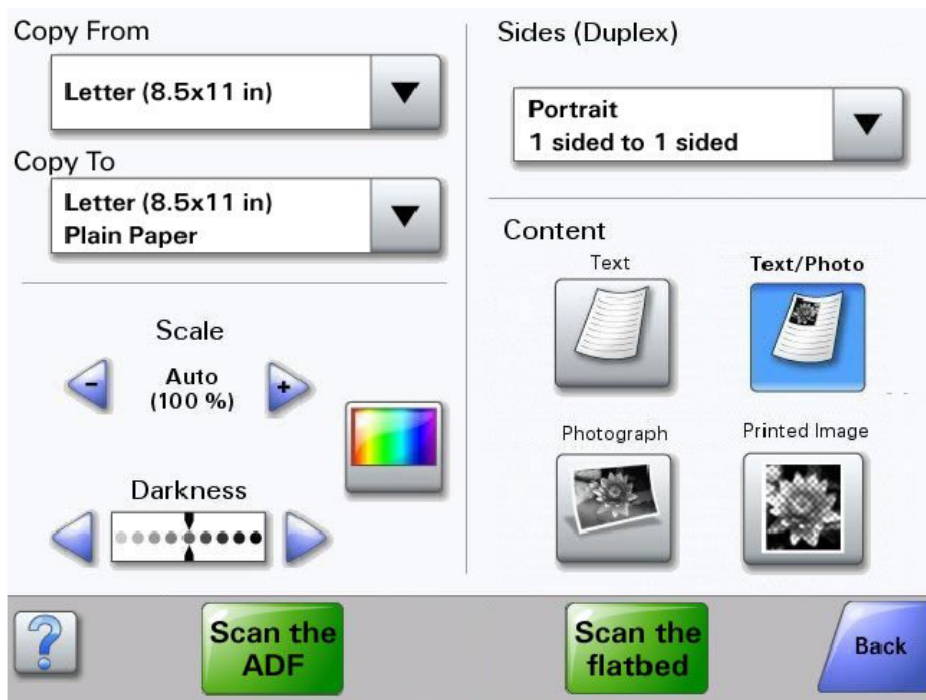 Copy From
Letter (8.5x11 in)
Copy To
Letter (8.5x11 in)
Plain Paper
Scale
-
Auto
(100 %)
+
Darkness
Sides (Duplex)
Portrait
1 sided to 1 sided
Content
Text
Text/Photo
Photograph
Printed Image
?
Scan the
ADF
Scan the
flatbed
Back